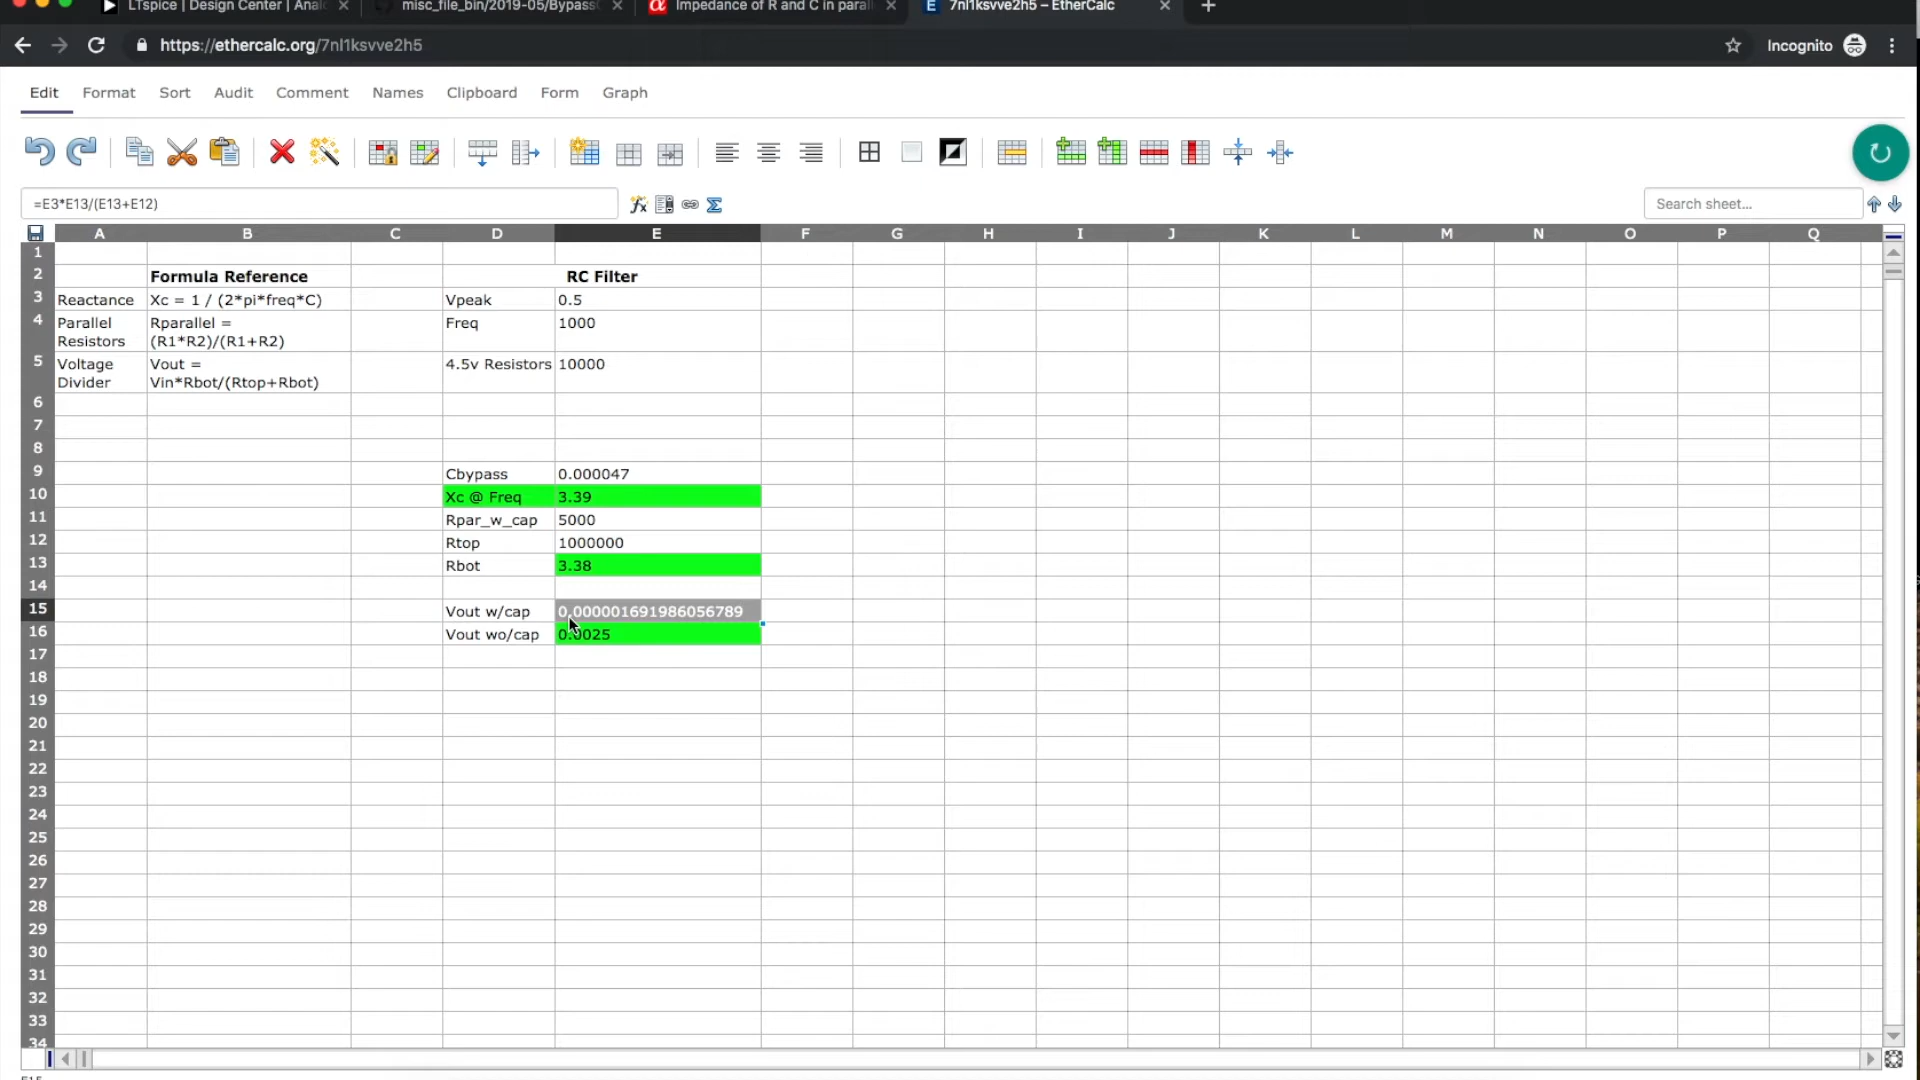 LTspice | Design Center | Anal
misc_file_bin/2019-05/Bypass
Impedance of R and C in paral
7nl1ksvve2h5 – EtherCalc
https://ethercalc.org/7nl1ksvve2h5
Incognito
Edit Format Sort Audit Comment Names Clipboard Form Graph
=E3*E13/(E13+E12)
Search sheet...
A B C D E F G H I J K L M N O P Q
1
2 Formula Reference RC Filter
3 Reactance Xc = 1 / (2*pi*freq*C) Vpeak 0.5
4 Parallel Rparallel = Freq 1000
Resistors (R1*R2)/(R1+R2)
5 Voltage Vout = 4.5v Resistors 10000
Divider Vin*Rbot/(Rtop+Rbot)
6
7
8
9 Cbypass 0.000047
10 Xc @ Freq 3.39
11 Rpar_w_cap 5000
12 Rtop 1000000
13 Rbot 3.38
14
15 Vout w/cap 0.000001691986056789
16 Vout wo/cap 0.0025
17
18
19
20
21
22
23
24
25
26
27
28
29
30
31
32
33
34